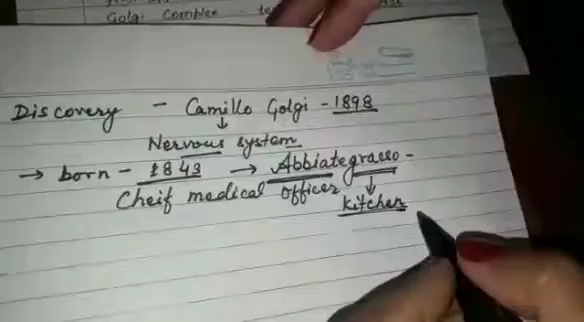 Golgi Complex -
Discovery - Camillo Golgi - 1898
↓
Nervous system
→ born - 1843 → Abbiategrasso -
Cheif medical officer ↓
kitchen